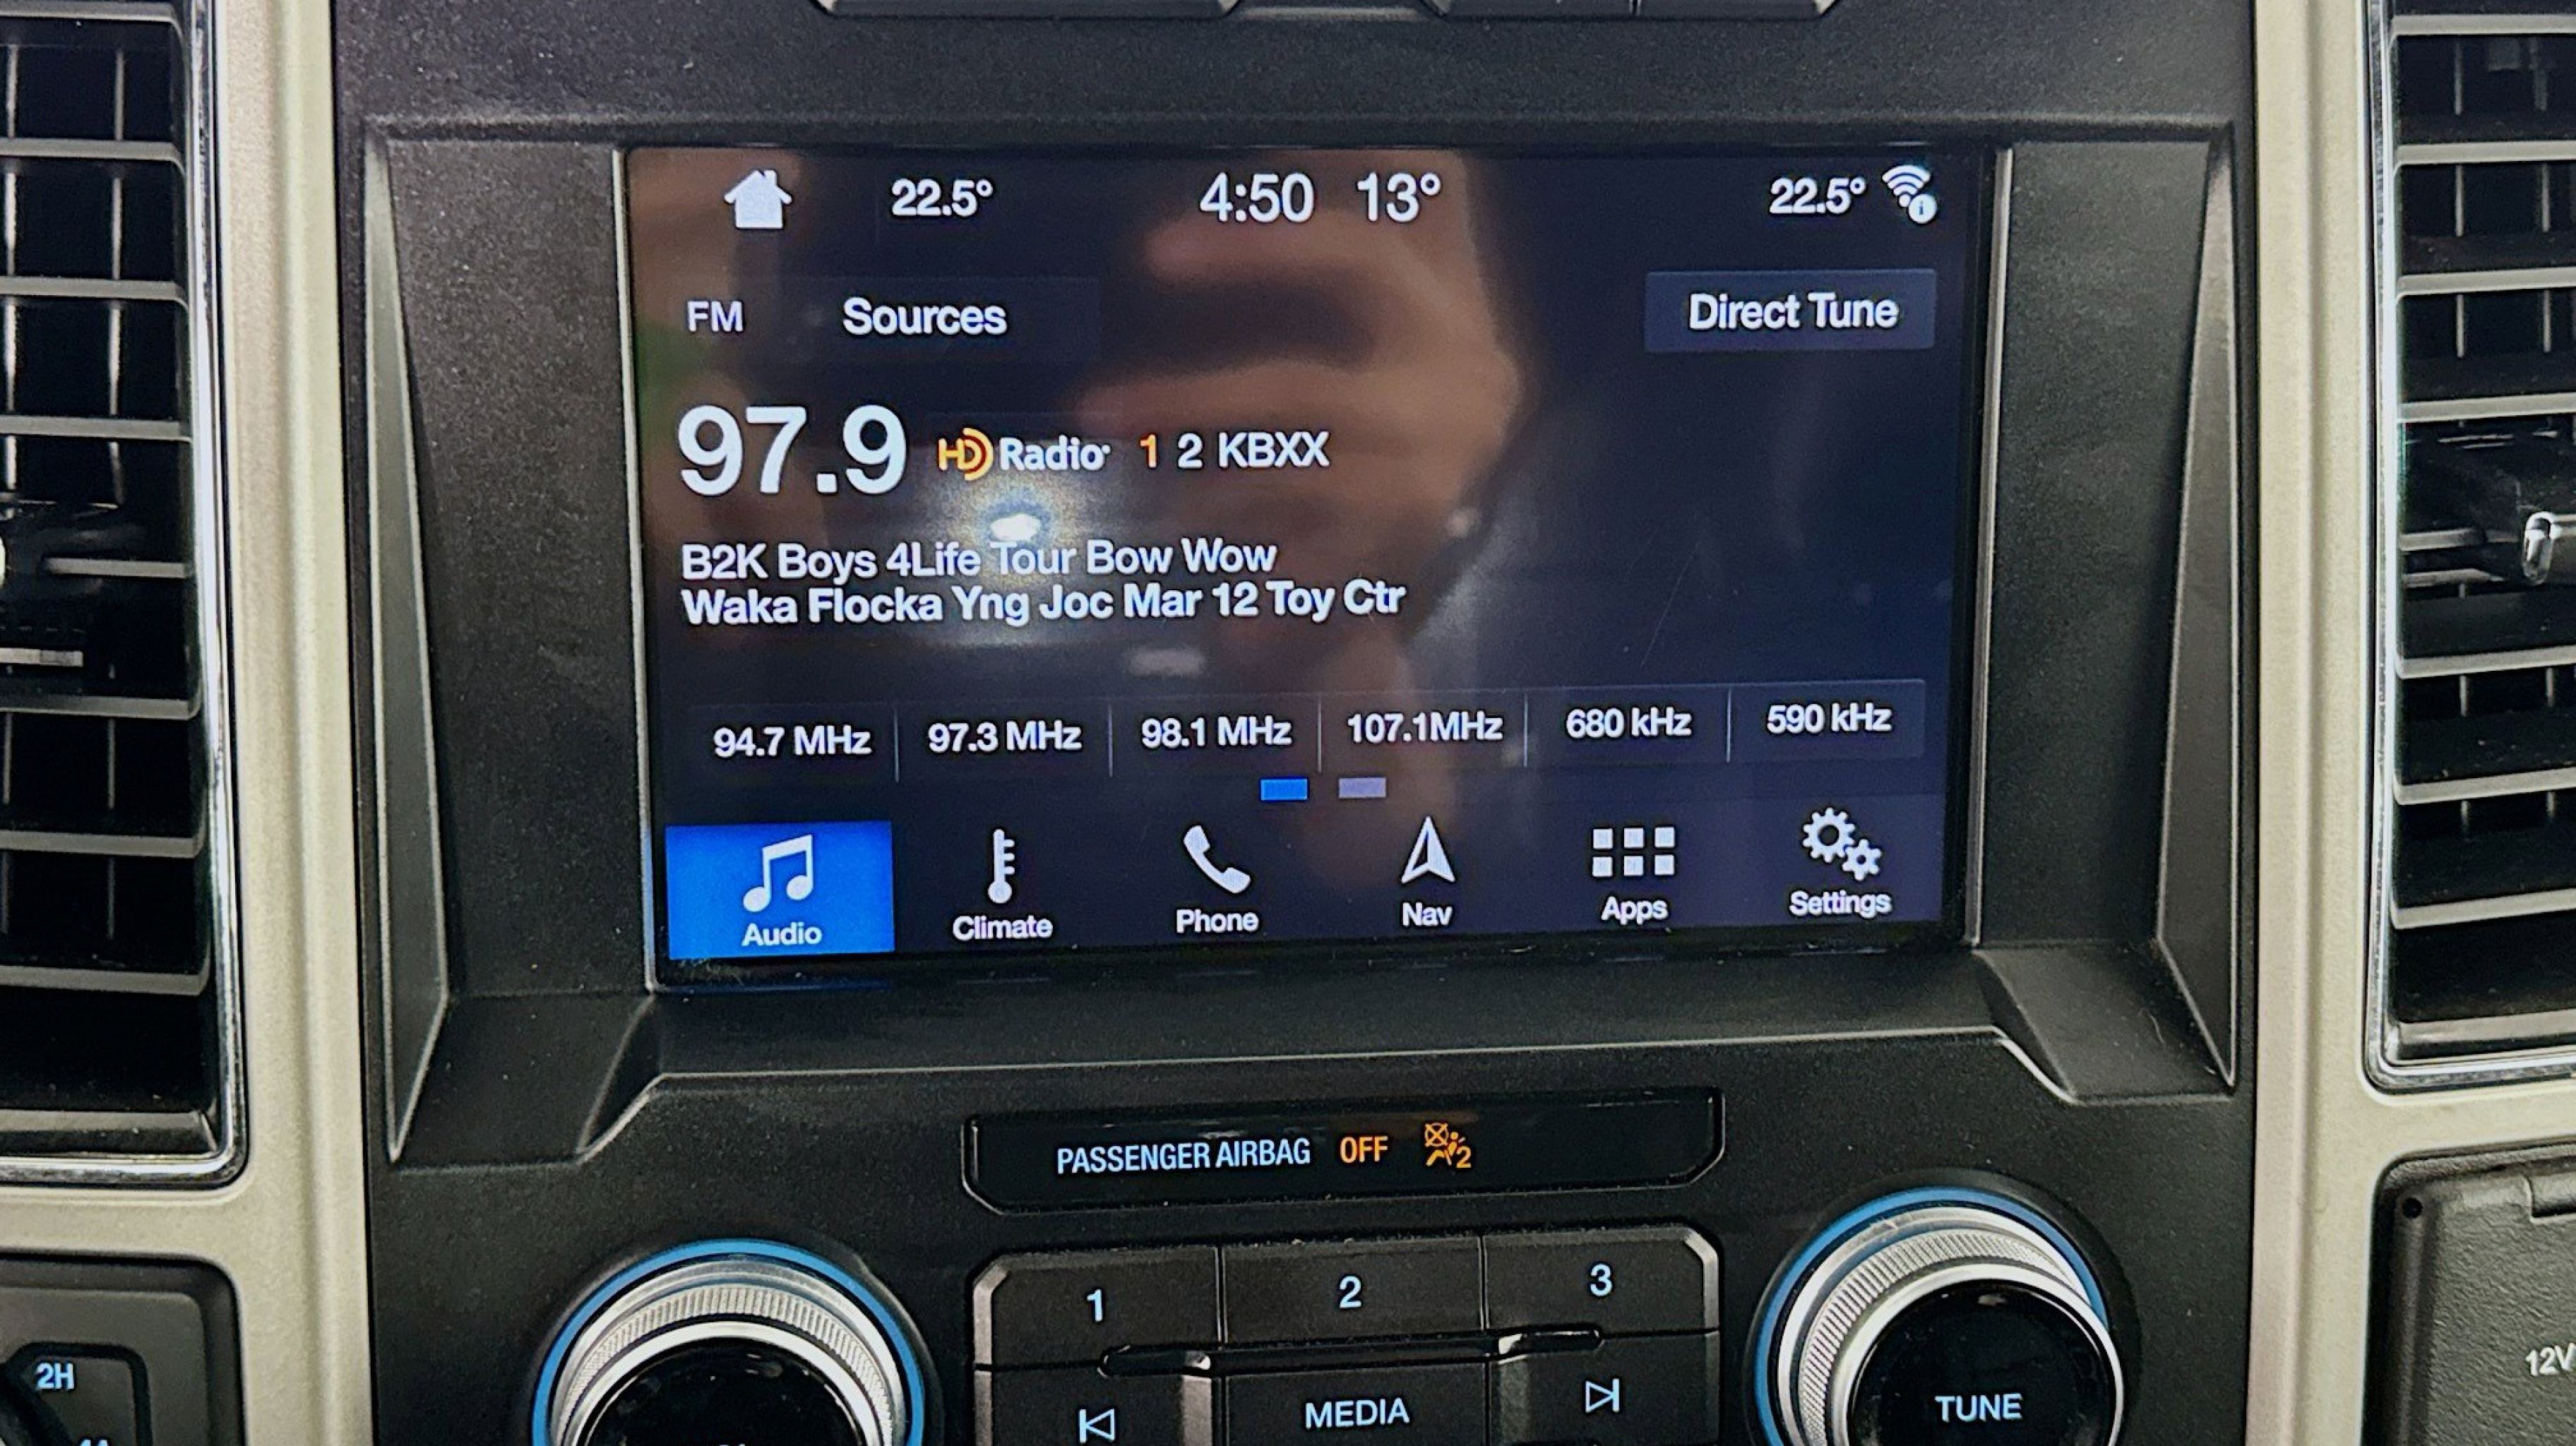 22.5° 4:50 13° 22.5°
FM Sources Direct Tune
97.9 HD Radio 1 2 KBXX
B2K Boys 4Life Tour Bow Wow
Waka Flocka Yng Joc Mar 12 Toy Ctr
94.7 MHz 97.3 MHz 98.1 MHz 107.1MHz 680 kHz 590 kHz
Audio Climate Phone Nav Apps Settings
PASSENGER AIRBAG OFF 2
1 2 3
2H MEDIA TUNE 12V